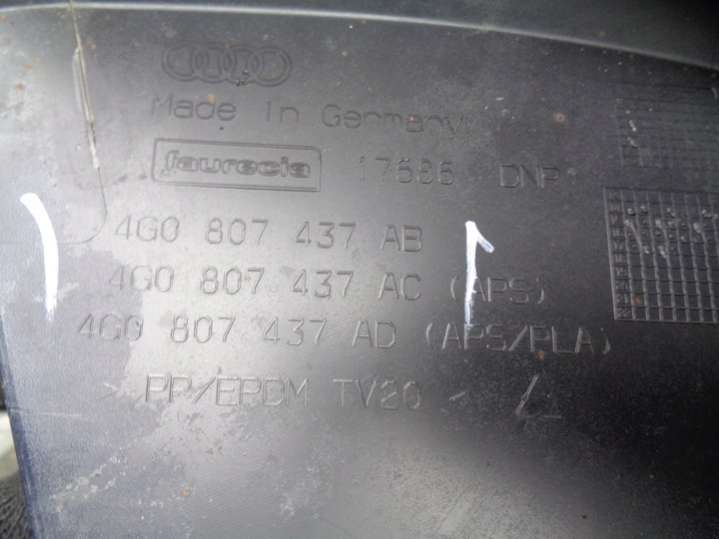 Made in Germany
faurecia 17686 DNP
4G0 807 437 AB
4G0 807 437 AC (APS)
4G0 807 437 AD (APS/PLA)
> PP/EPDM TV20 <